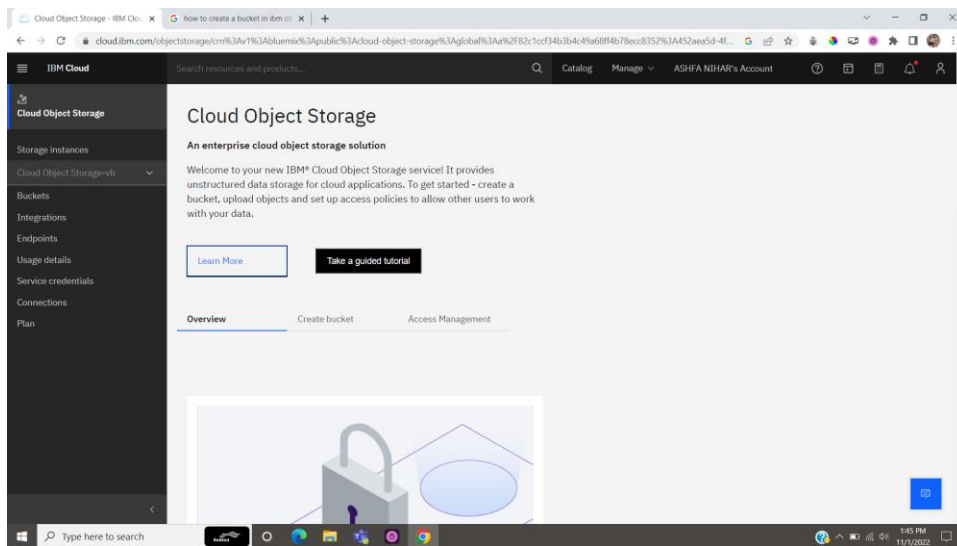 Cloud Object Storage - IBM Clou
how to create a bucket in ibm cl
cloud.ibm.com/objectstorage/crn%3Av1%3Abluemix%3Apublic%3Acloud-object-storage%3Aglobal%3Aa%2F82c1ccf34b3b4c49a68ff4b78ecc8352%3A452aea5d-4f...
IBM Cloud
Search resources and products...
Catalog
Manage
ASHFA NIHAR's Account
Cloud Object Storage
Storage instances
Cloud Object Storage-vb
Buckets
Integrations
Endpoints
Usage details
Service credentials
Connections
Plan
Cloud Object Storage
An enterprise cloud object storage solution
Welcome to your new IBM® Cloud Object Storage service! It provides
unstructured data storage for cloud applications. To get started - create a
bucket, upload objects and set up access policies to allow other users to work
with your data.
Learn More
Take a guided tutorial
Overview
Create bucket
Access Management
Type here to search
1:45 PM
11/1/2022